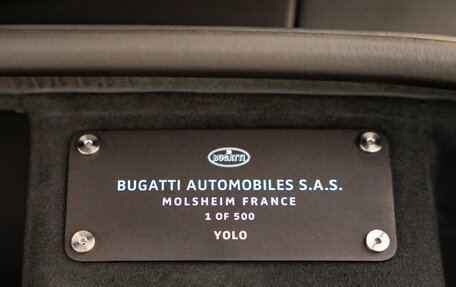 BUGATTI
BUGATTI AUTOMOBILES S.A.S.
MOLSHEIM FRANCE
1 OF 500
YOLO